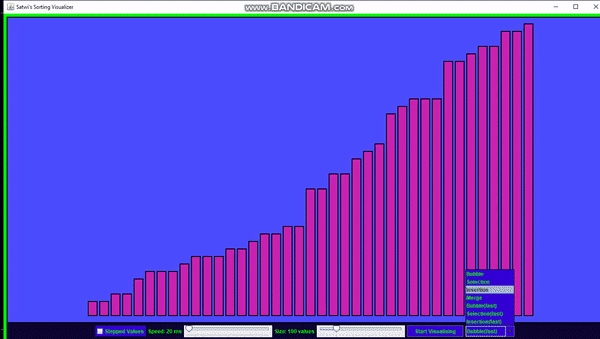 Satwi's Sorting Visualizer
www.BANDICAM.com
Bubble
Selection
Insertion
Merge
Bubble(fast)
Selection(fast)
Insertion(fast)
Stepped Values Speed: 20 ms Size: 100 values Start Visualising Bubble(fast)